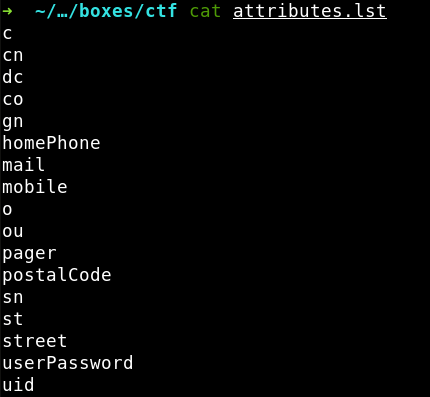 → ~/…/boxes/ctf cat attributes.lst
c
cn
dc
co
gn
homePhone
mail
mobile
o
ou
pager
postalCode
sn
st
street
userPassword
uid